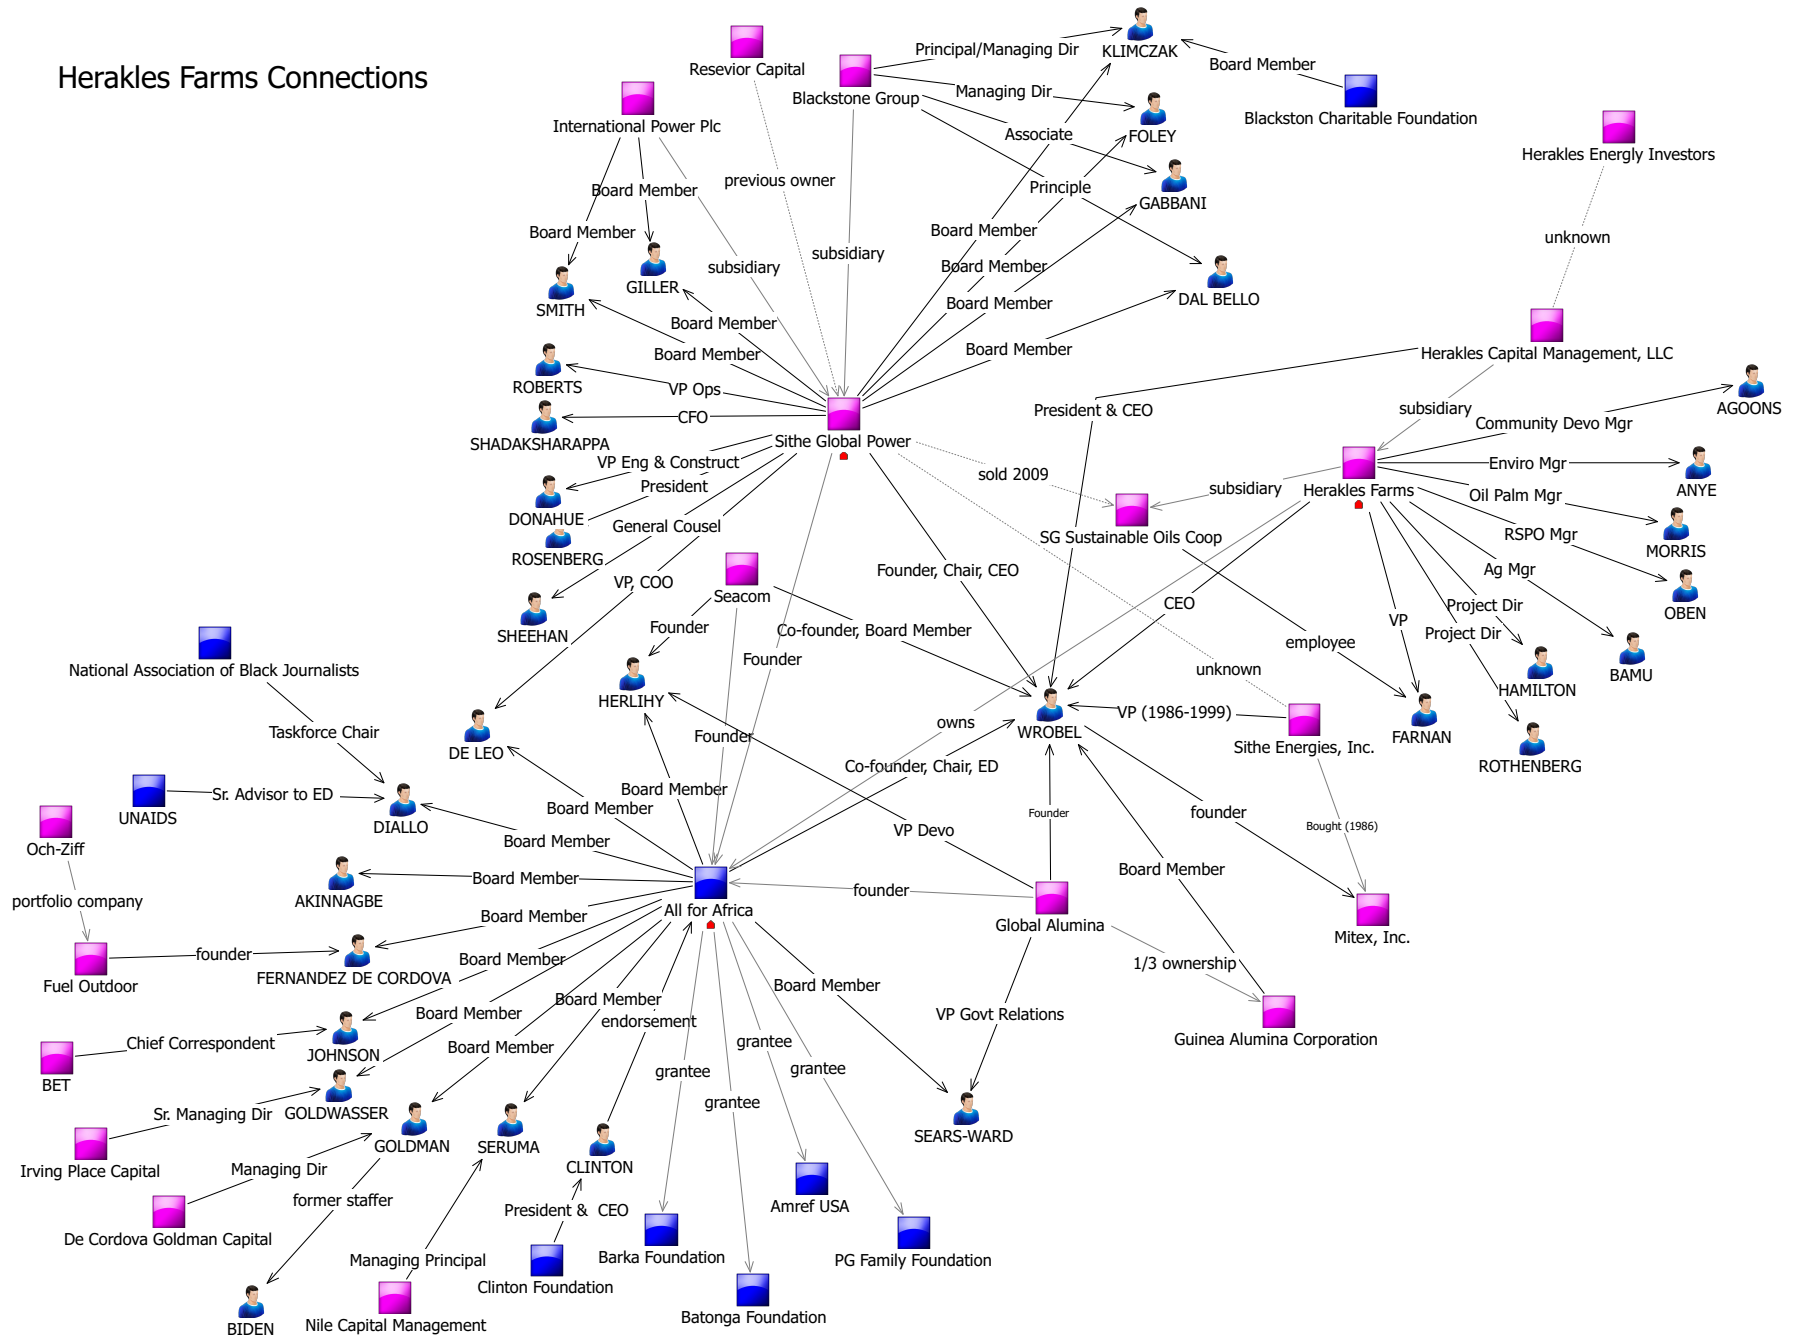 Herakles Farms Connections
KLIMCZAK
Principal/Managing Dir
Board Member
Resevior Capital
Blackstone Group
Managing Dir
Blackston Charitable Foundation
International Power Plc
FOLEY
Associate
Herakles Energly Investors
previous owner
Principle
Board Member
GABBANI
Board Member
Board Member
unknown
subsidiary
subsidiary
Board Member
GILLER
DAL BELLO
SMITH
Board Member
Board Member
Board Member
Board Member
Board Member
Herakles Capital Management, LLC
ROBERTS
VP Ops
President & CEO
subsidiary
AGOONS
CFO
Community Devo Mgr
SHADAKSHARAPPA
Sithe Global Power
VP Eng & Construct
Enviro Mgr
sold 2009
President
subsidiary
Herakles Farms
ANYE
Oil Palm Mgr
DONAHUE
General Cousel
RSPO Mgr
SG Sustainable Oils Coop
MORRIS
ROSENBERG
Founder, Chair, CEO
Ag Mgr
VP, COO
Seacom
CEO
Project Dir
OBEN
VP
Founder
Co-founder, Board Member
Project Dir
SHEEHAN
employee
Founder
unknown
National Association of Black Journalists
BAMU
HAMILTON
HERLIHY
VP (1986-1999)
owns
Taskforce Chair
WROBEL
FARNAN
Founder
Sithe Energies, Inc.
DE LEO
Co-founder, Chair, ED
ROTHENBERG
Board Member
Sr. Advisor to ED
Board Member
founder
Founder
UNAIDS
DIALLO
Bought (1986)
VP Devo
Board Member
Och-Ziff
Board Member
Board Member
founder
portfolio company
AKINNAGBE
All for Africa
Board Member
Global Alumina
Mitex, Inc.
founder
Board Member
1/3 ownership
FERNANDEZ DE CORDOVA
Fuel Outdoor
Board Member
Board Member
Board Member
VP Govt Relations
endorsement
Guinea Alumina Corporation
Chief Correspondent
Board Member
grantee
JOHNSON
BET
grantee
grantee
grantee
GOLDWASSER
Sr. Managing Dir
SEARS-WARD
GOLDMAN
SERUMA
CLINTON
Irving Place Capital
Managing Dir
former staffer
President &  CEO
Amref USA
De Cordova Goldman Capital
Barka Foundation
Managing Principal
PG Family Foundation
Clinton Foundation
Batonga Foundation
BIDEN
Nile Capital Management